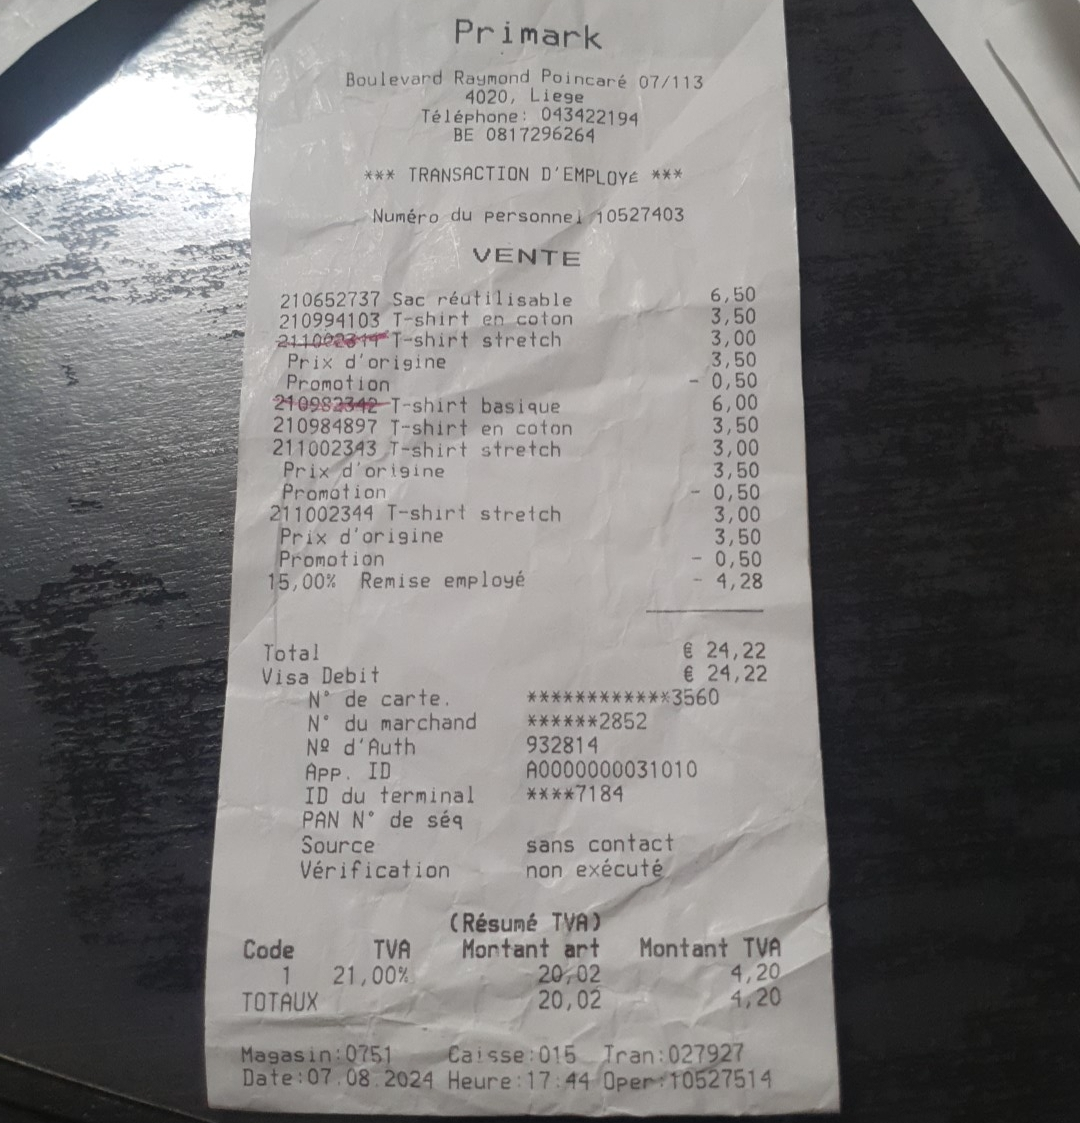 Primark
Boulevard Raymond Poincaré 07/113
4020, Liege
Téléphone: 043422194
BE 0817296264
*** TRANSACTION D'EMPLOYÉ ***
Numéro du personnel 10527403
VENTE
210652737 Sac réutilisable 6,50
210994103 T-shirt en coton 3,50
T-shirt stretch 3,00
Prix d'origine 3,50
Promotion - 0,50
210982342 T-shirt basique 6,00
210984897 T-shirt en coton 3,50
211002343 T-shirt stretch 3,00
Prix d'origine 3,50
Promotion - 0,50
211002344 T-shirt stretch 3,00
Prix d'origine 3,50
Promotion - 0,50
15,00% Remise employé - 4,28
Total € 24,22
Visa Debit € 24,22
N° de carte. ************3560
N° du marchand ******2852
Nº d'Auth 932814
App. ID A0000000031010
ID du terminal ****7184
PAN N° de séq
Source sans contact
Vérification non exécuté
(Résumé TVA)
Code TVA Montant art Montant TVA
1 21,00% 20,02 4,20
TOTAUX 20,02 4,20
Magasin:0751 Caisse:015 Tran:027927
Date:07.08.2024 Heure:17:44 Oper:10527514